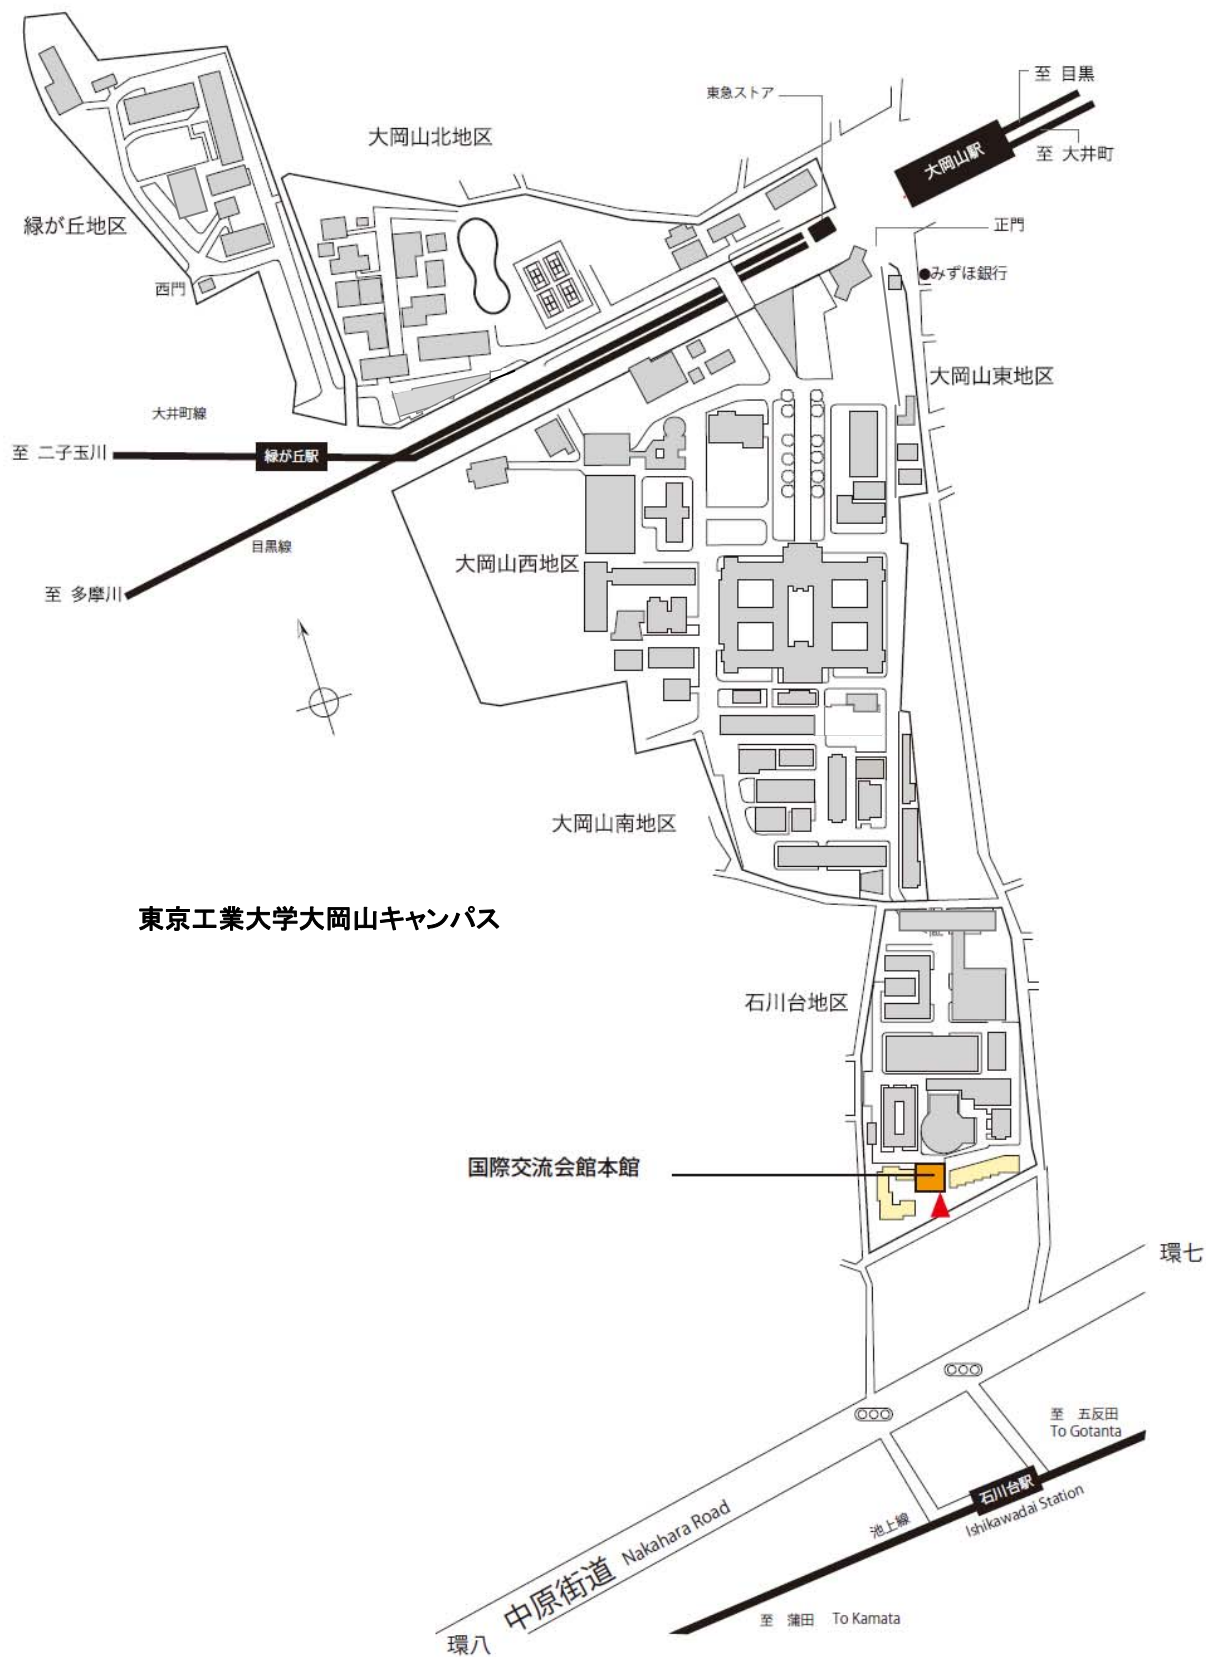 至 目黒
東急ストア
大岡山北地区
大岡山駅
至 大井町
緑が丘地区
正門
みずほ銀行
西門
大岡山東地区
大井町線
至 二子玉川
緑が丘駅
目黒線
大岡山西地区
至 多摩川
大岡山南地区
東京工業大学大岡山キャンパス
石川台地区
国際交流会館本館
環七
至 五反田
To Gotanta
石川台駅
Ishikawadai Station
池上線
中原街道 Nakahara Road
至 蒲田 To Kamata
環八